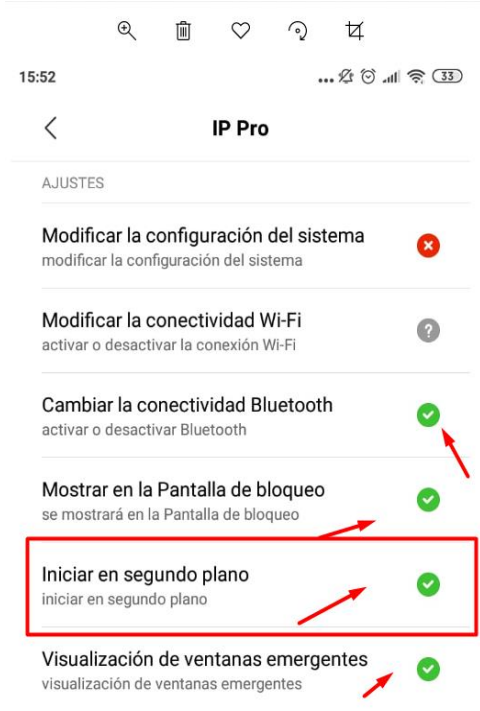 15:52
33
IP Pro
AJUSTES
Modificar la configuración del sistema
modificar la configuración del sistema
Modificar la conectividad Wi-Fi
activar o desactivar la conexión Wi-Fi
Cambiar la conectividad Bluetooth
activar o desactivar Bluetooth
Mostrar en la Pantalla de bloqueo
se mostrará en la Pantalla de bloqueo
Iniciar en segundo plano
iniciar en segundo plano
Visualización de ventanas emergentes
visualización de ventanas emergentes